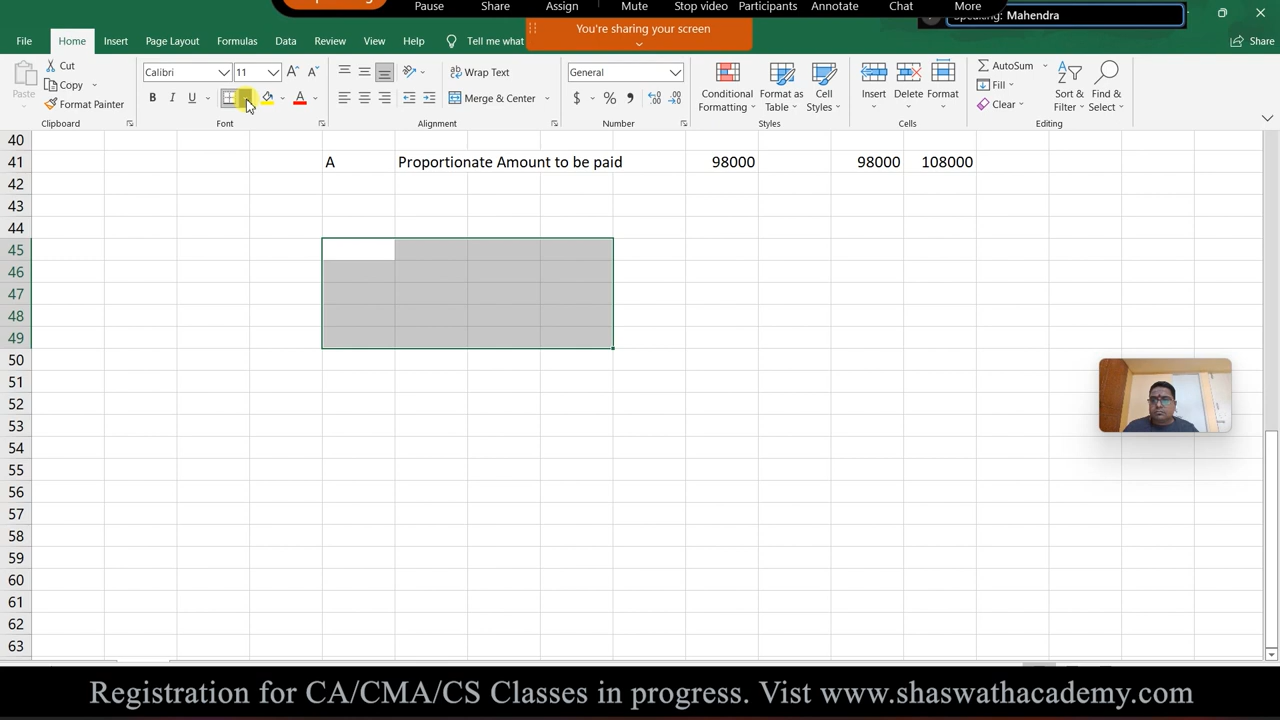 Pause Share Assign Mute Stop video Participants Annotate Chat More
Speaking: Mahendra
You're sharing your screen
File Home Insert Page Layout Formulas Data Review View Help Tell me what Share
Cut
Copy
Format Painter
Paste
Clipboard
Calibri 11
B I U
Font
Wrap Text
Merge & Center
Alignment
General
$ % ,
Number
Conditional Formatting
Format as Table
Cell Styles
Styles
Insert Delete Format
Cells
AutoSum
Fill
Clear
Sort & Filter
Find & Select
Editing
40
41 A Proportionate Amount to be paid 98000 98000 108000
42
43
44
45
46
47
48
49
50
51
52
53
54
55
56
57
58
59
60
61
62
63
Registration for CA/CMA/CS Classes in progress. Vist www.shaswathacademy.com